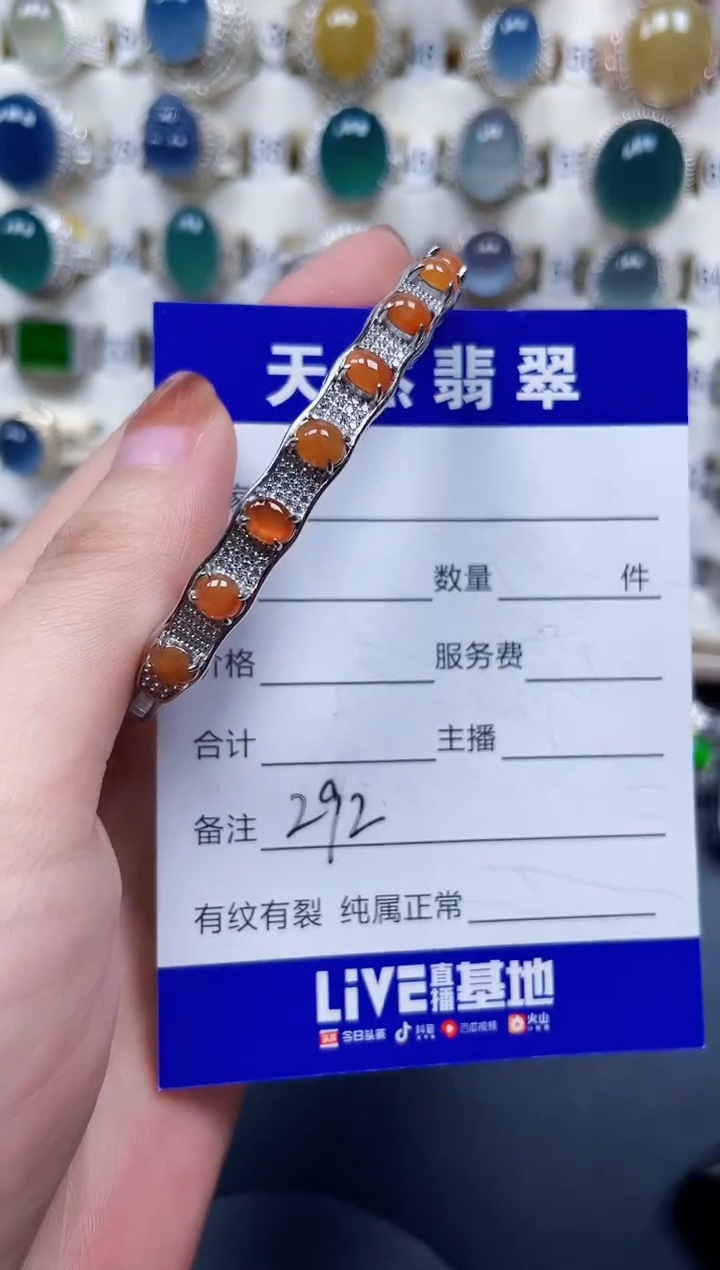 天然翡翠
数量 件
价格 服务费
合计 主播
备注 292
有纹有裂 纯属正常
LiVE直播基地
今日头条 抖音 西瓜视频 火山